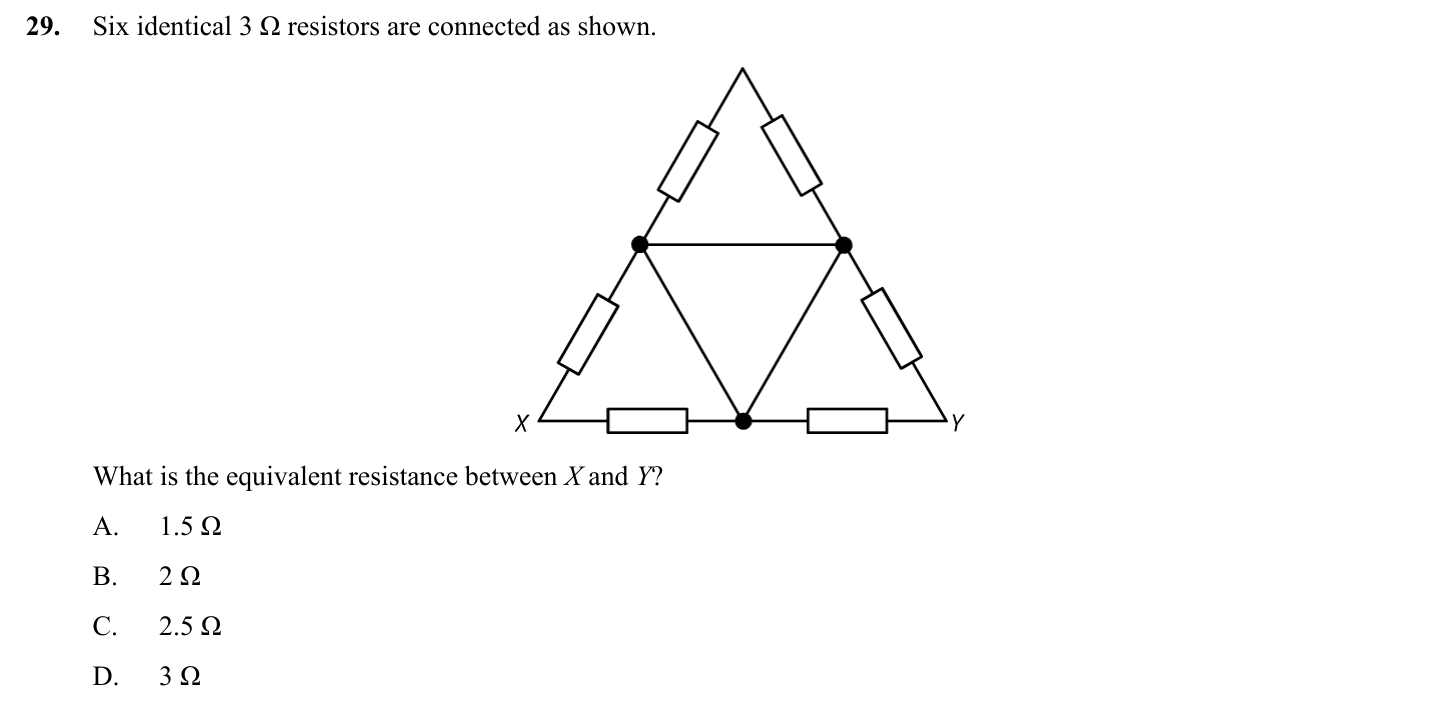 29. Six identical 3 Ω resistors are connected as shown.
X
Y
What is the equivalent resistance between X and Y?
A. 1.5 Ω
B. 2 Ω
C. 2.5 Ω
D. 3 Ω